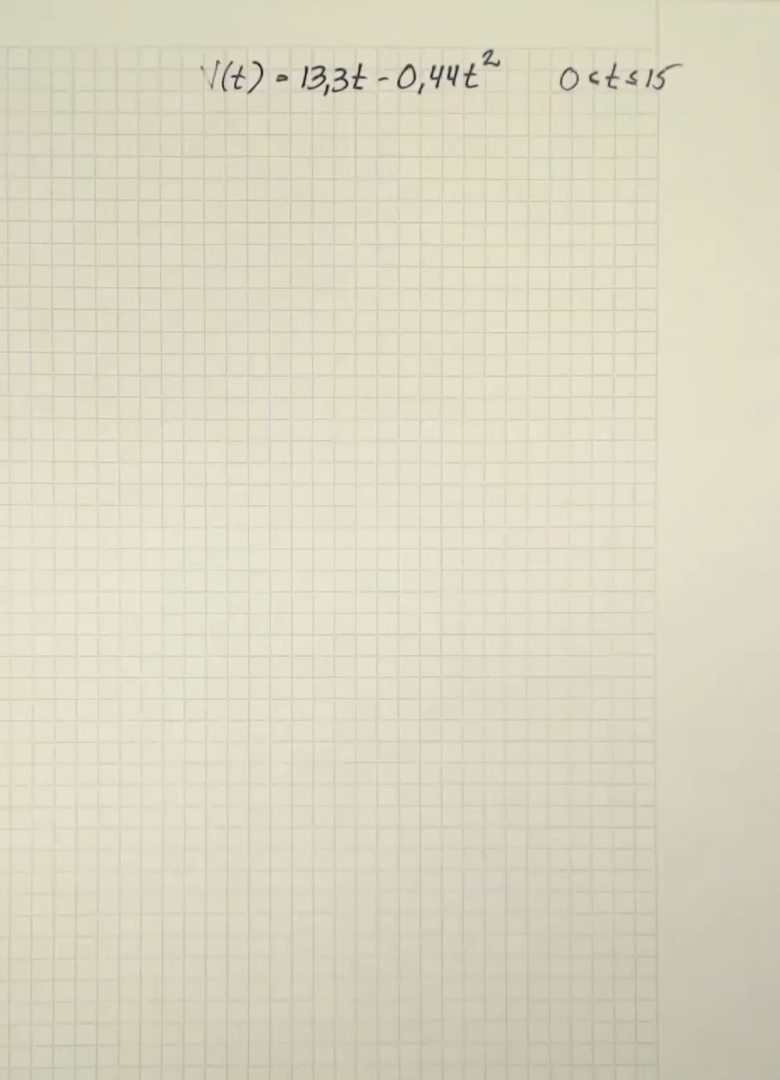 V(t) = 13,3t - 0,44t² 0 < t ≤ 15